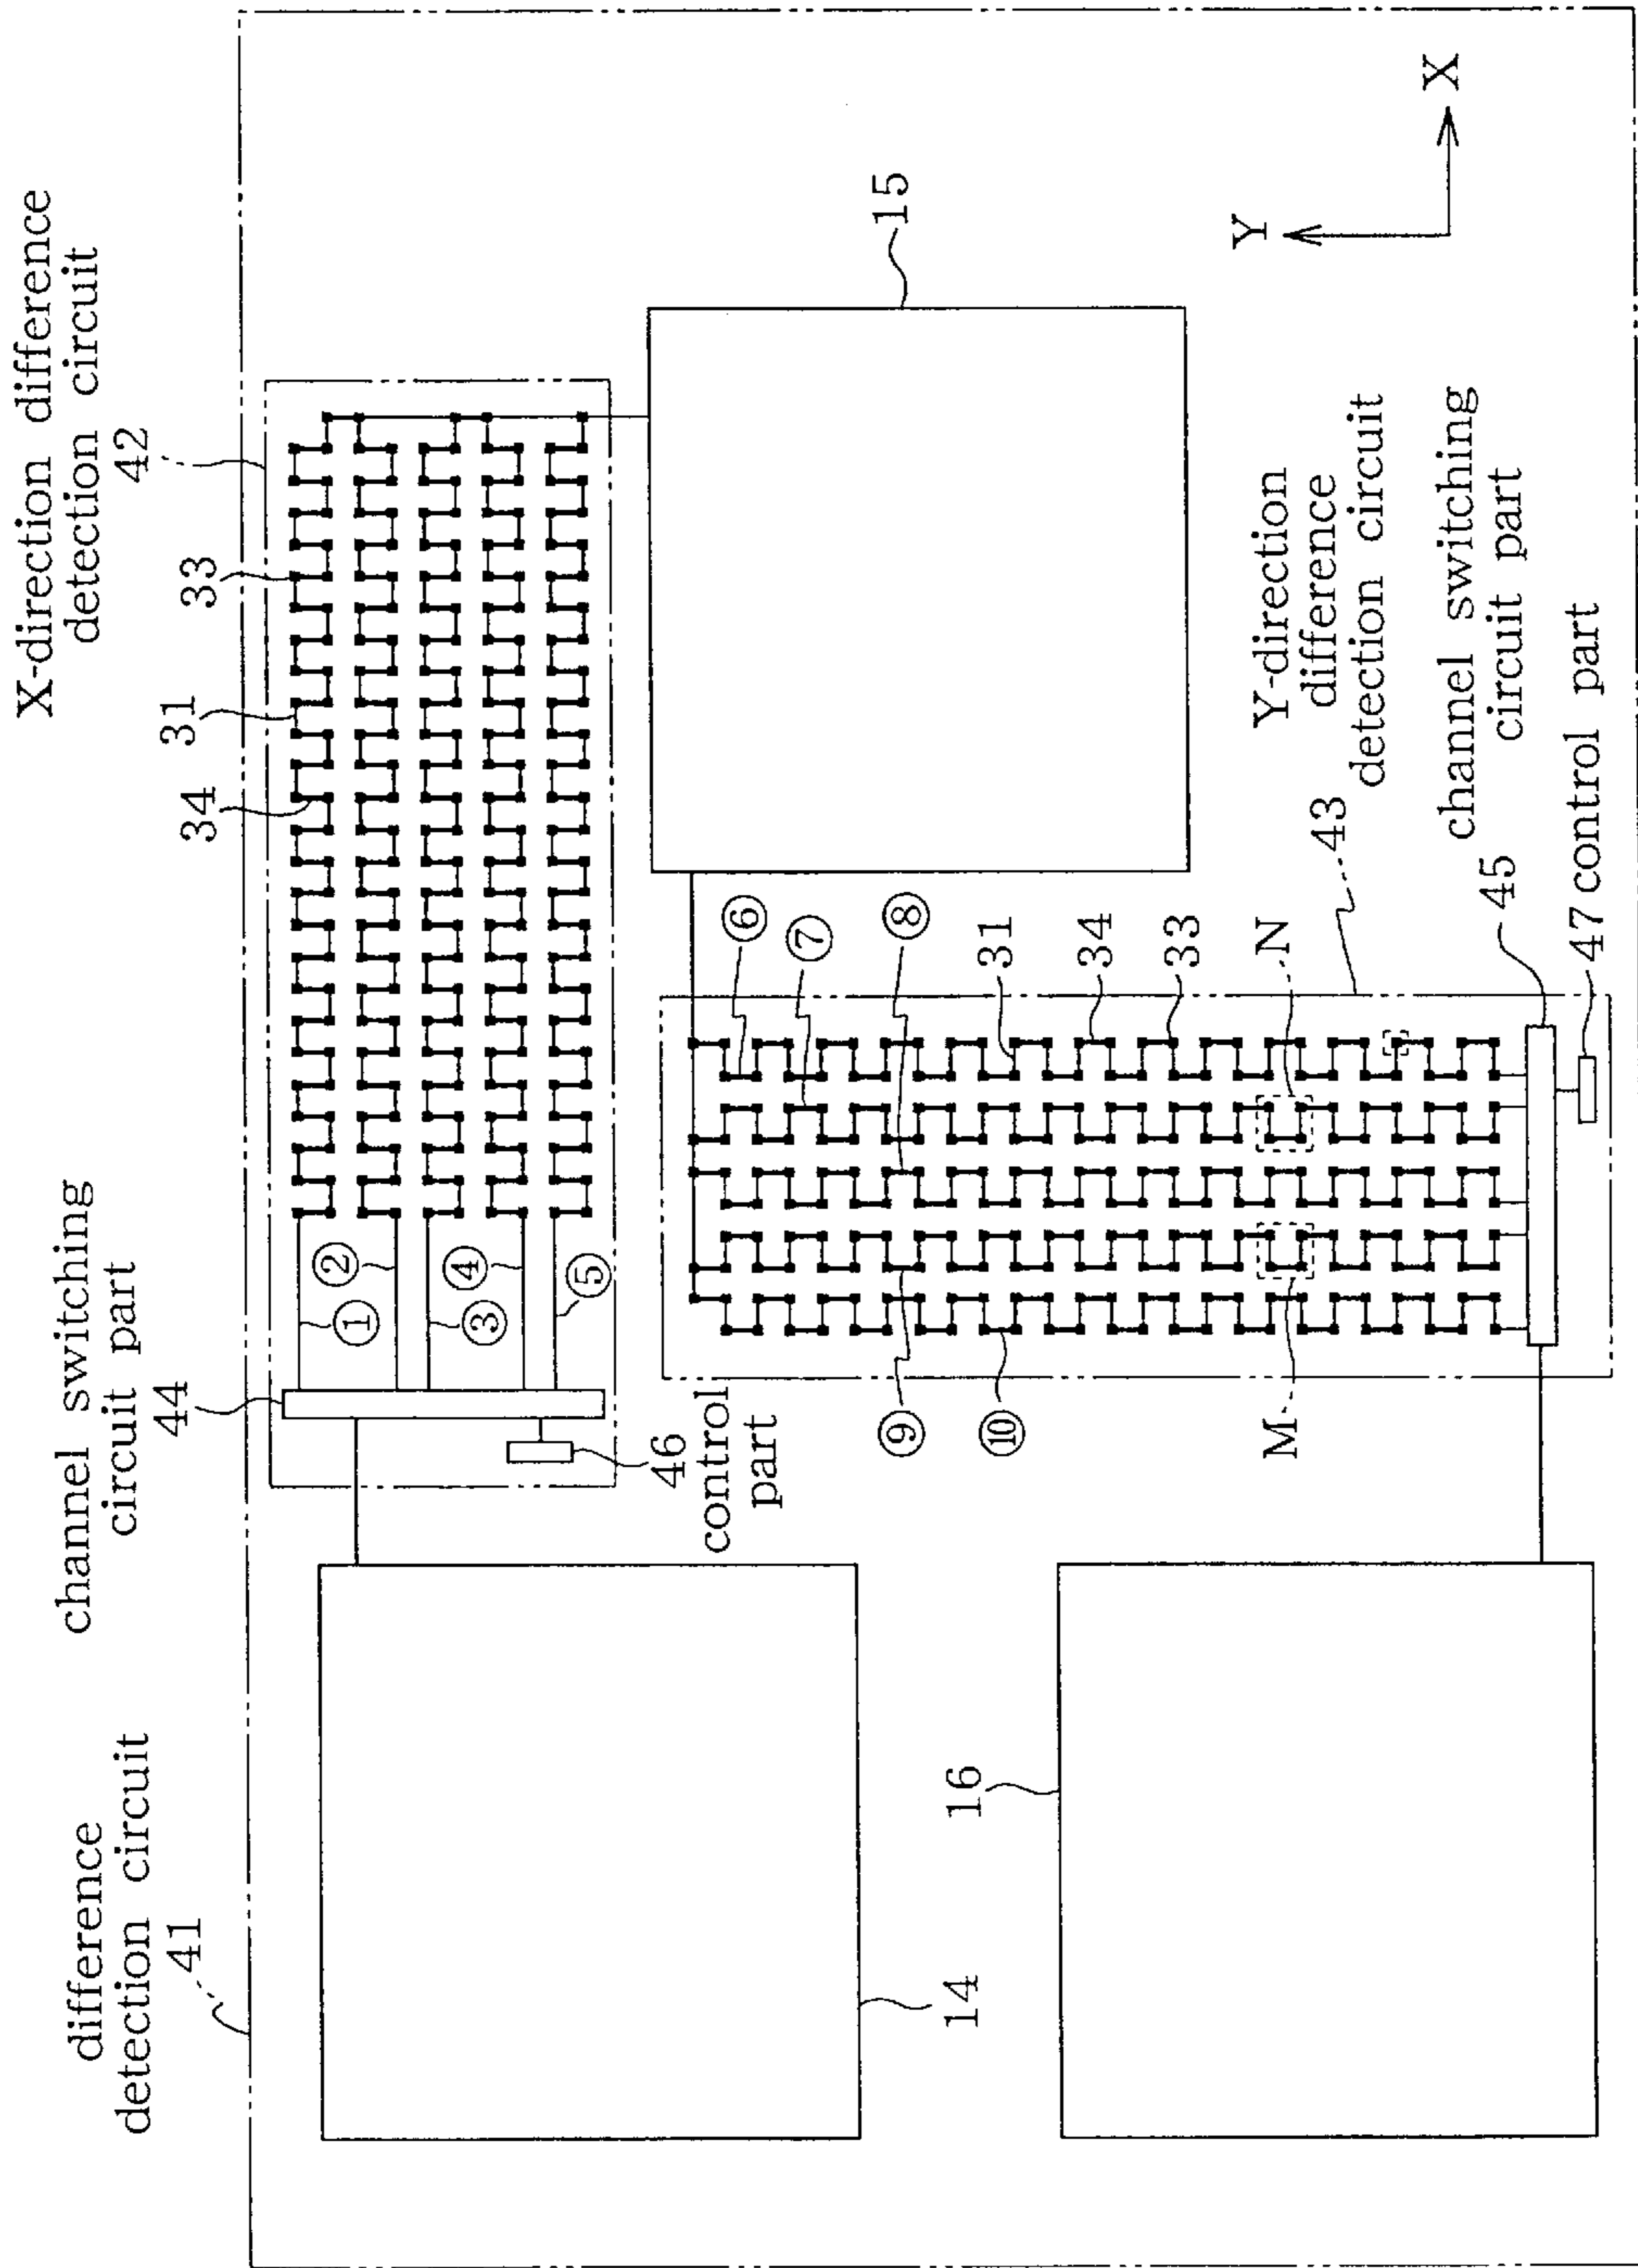 difference
detection circuit
41
channel switching
circuit part
44
X-direction difference
detection circuit
42
34
31
33
①
②
③
④
⑤
46
control
part
14
16
15
⑥
⑦
⑧
⑨
⑩
31
34
33
N
M
Y-direction
difference
detection circuit
43
channel switching
circuit part
45
47 control part
Y
X